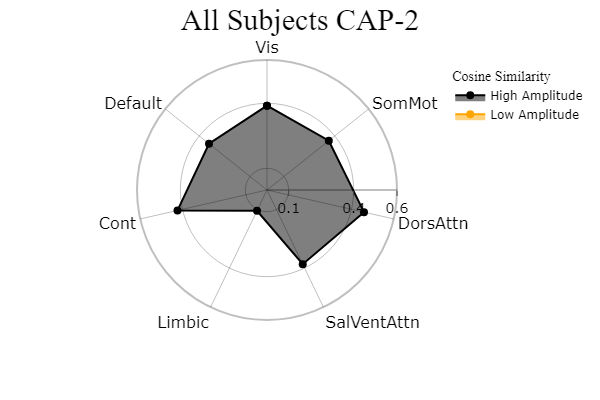 All Subjects CAP-2
Vis
Cosine Similarity
High Amplitude
Low Amplitude
Default
SomMot
0.1
0.4
0.6
Cont
DorsAttn
Limbic
SalVentAttn